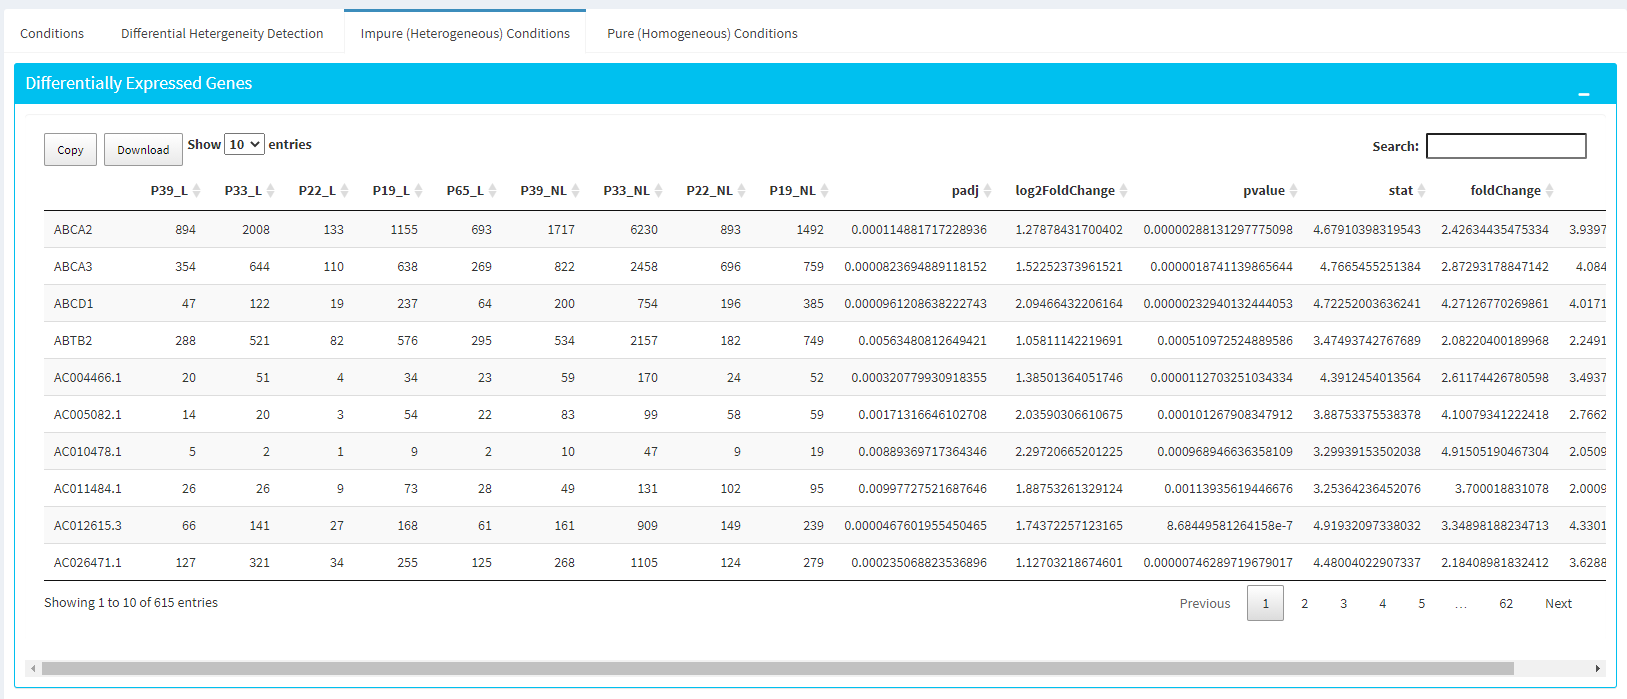 Conditions Differential Hetergeneity Detection Impure (Heterogeneous) Conditions Pure (Homogeneous) Conditions
Differentially Expressed Genes
Copy Download Show 10 entries Search:
P39_L P33_L P22_L P19_L P65_L P39_NL P33_NL P22_NL P19_NL padj log2FoldChange pvalue stat foldChange
ABCA2 894 2008 133 1155 693 1717 6230 893 1492 0.000114881717228936 1.27878431700402 0.00000288131297775098 4.67910398319543 2.42634435475334 3.9397
ABCA3 354 644 110 638 269 822 2458 696 759 0.0000823694889118152 1.52252373961521 0.0000018741139865644 4.7665455251384 2.87293178847142 4.084
ABCD1 47 122 19 237 64 200 754 196 385 0.0000961208638222743 2.09466432206164 0.00000232940132444053 4.72252003636241 4.27126770269861 4.0171
ABTB2 288 521 82 576 295 534 2157 182 749 0.00563480812649421 1.05811142219691 0.000510972524889586 3.47493742767689 2.08220400189968 2.2491
AC004466.1 20 51 4 34 23 59 170 24 52 0.000320779930918355 1.38501364051746 0.0000112703251034334 4.3912454013564 2.61174426780598 3.4937
AC005082.1 14 20 3 54 22 83 99 58 59 0.00171316646102708 2.03590306610675 0.000101267908347912 3.88753375538378 4.10079341222418 2.7662
AC010478.1 5 2 1 9 2 10 47 9 19 0.00889369717364346 2.29720665201225 0.000968946636358109 3.29939153502038 4.91505190467304 2.0509
AC011484.1 26 26 9 73 28 49 131 102 95 0.00997727521687646 1.88753261329124 0.00113935619446676 3.25364236452076 3.700018831078 2.0009
AC012615.3 66 141 27 168 61 161 909 149 239 0.0000467601955450465 1.74372257123165 8.68449581264158e-7 4.91932097338032 3.34898188234713 4.3301
AC026471.1 127 321 34 255 125 268 1105 124 279 0.000235068823536896 1.12703218674601 0.00000746289719679017 4.48004022907337 2.18408981832412 3.6288
Showing 1 to 10 of 615 entries Previous 1 2 3 4 5 … 62 Next